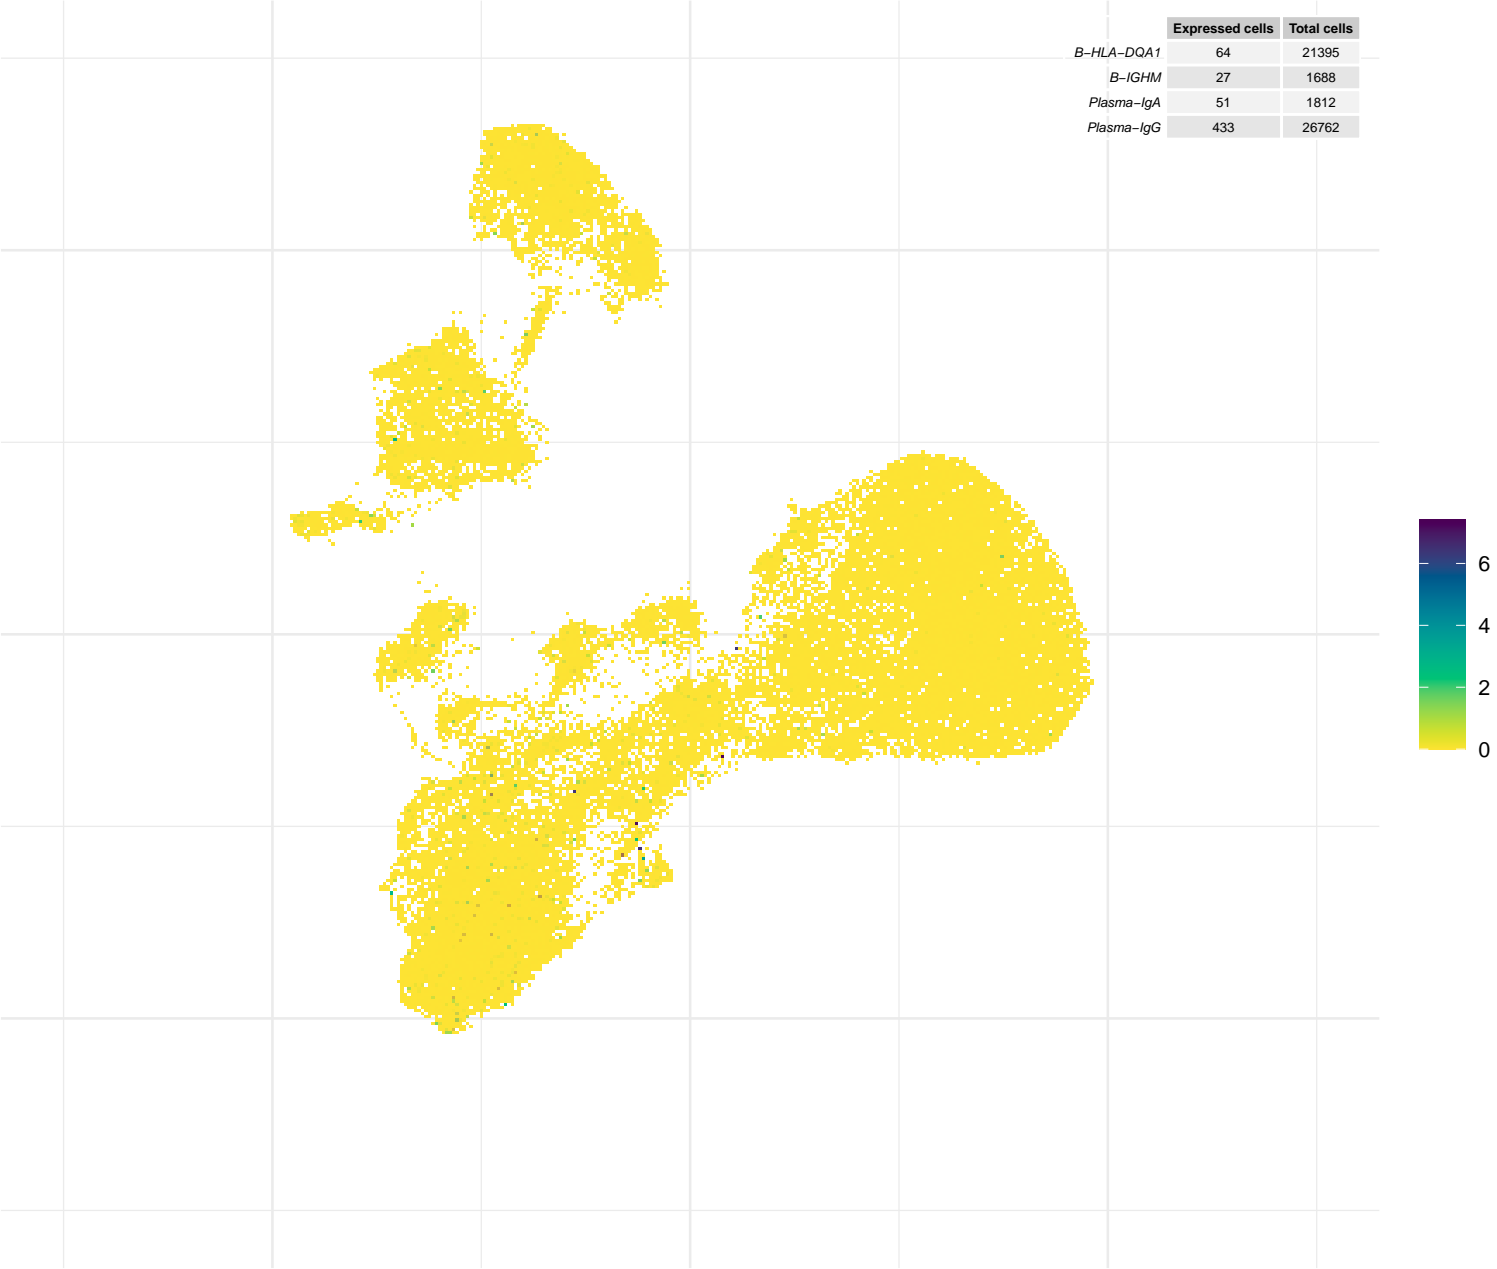 Expressed cells Total cells
B−HLA−DQA1 64 21395
B−IGHM 27 1688
Plasma−IgA 51 1812
Plasma−IgG 433 26762
6
4
2
0